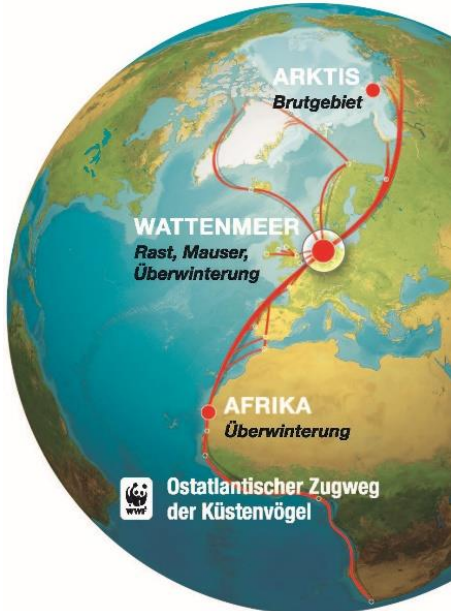 ARKTIS
Brutgebiet
WATTENMEER
Rast, Mauser,
Überwinterung
AFRIKA
Überwinterung
Ostatlantischer Zugweg
der Küstenvögel
WWF